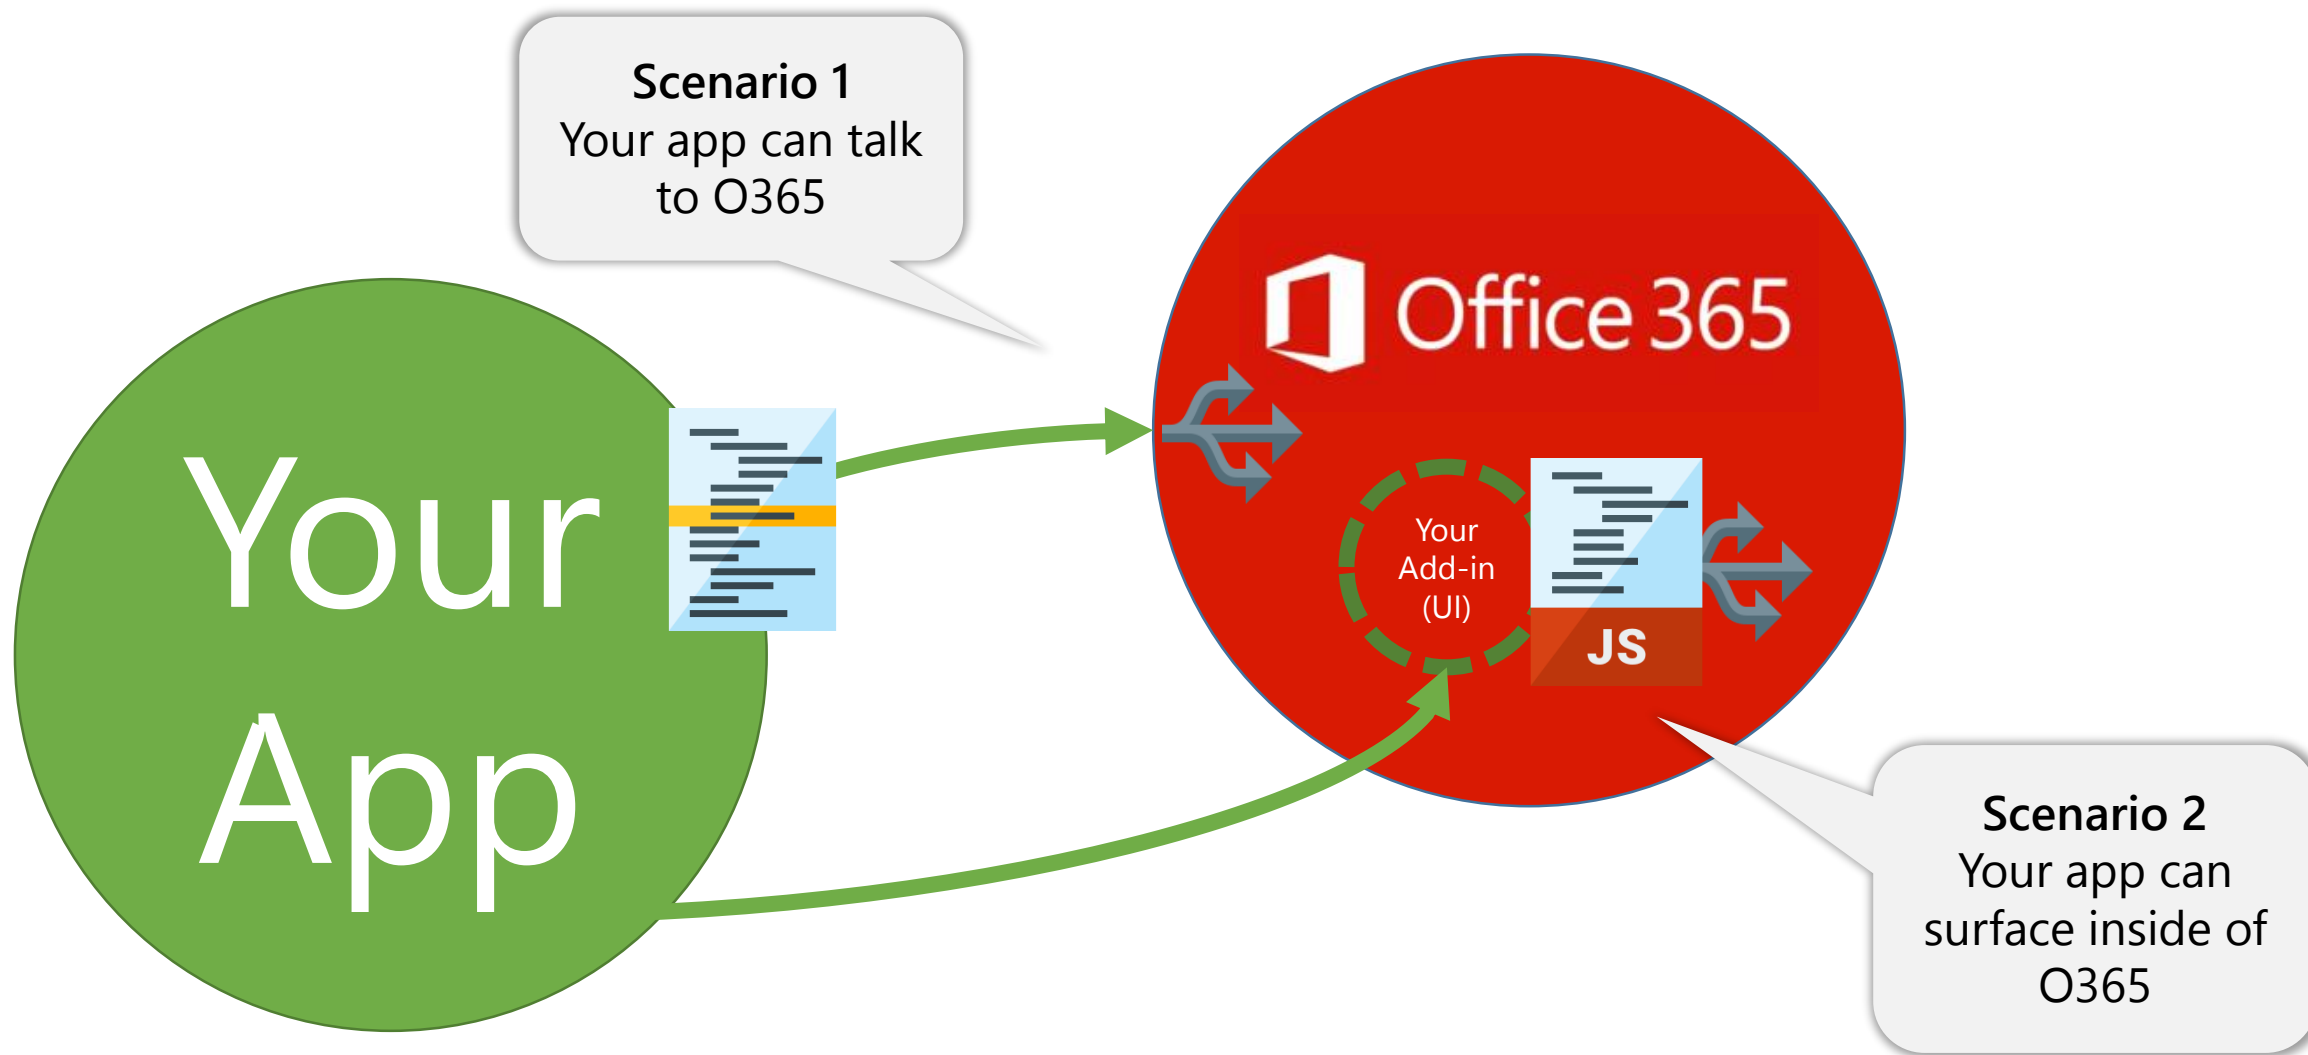 Scenario 1
Your app can talk
to O365
Office 365
Your
App
Your
Add-in
(UI)
JS
Scenario 2
Your app can
surface inside of
O365